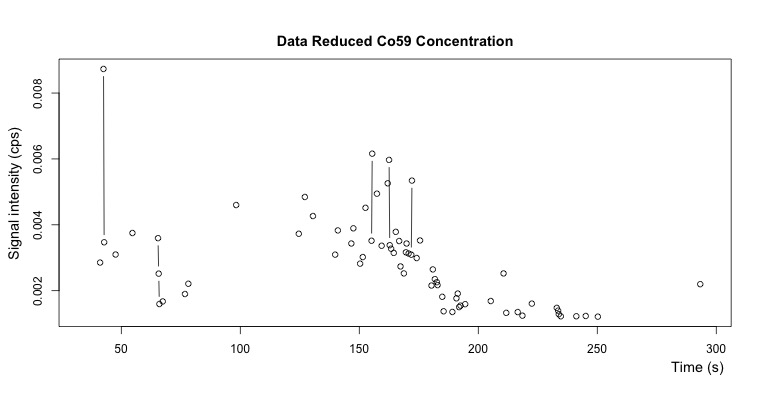 Data Reduced Co59 Concentration
Signal intensity (cps)
0.008
0.006
0.004
0.002
50 100 150 200 250 300
Time (s)